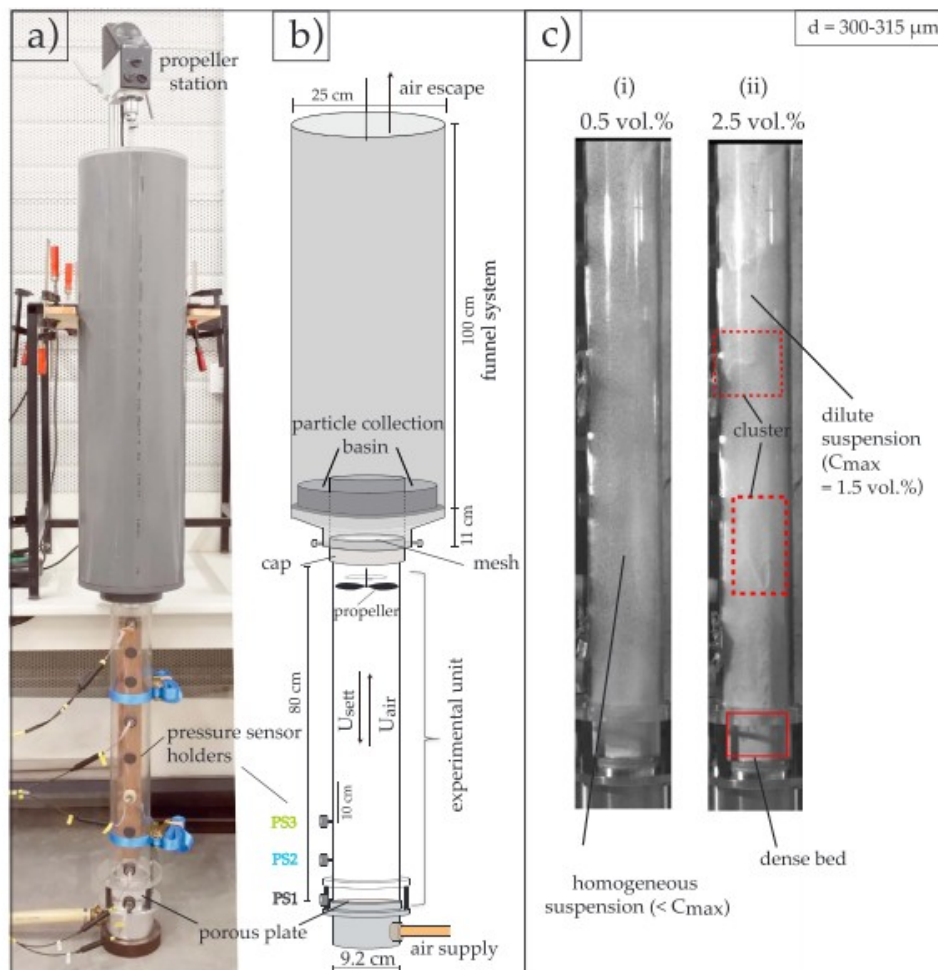 a)
propeller
station
pressure sensor
holders
porous plate
b)
25 cm
air escape
100 cm
funnel system
particle collection
basin
11 cm
cap
mesh
propeller
80 cm
Usett
Uair
experimental unit
10 cm
PS3
PS2
PS1
air supply
9.2 cm
c)
d = 300-315 μm
(i)
0.5 vol.%
(ii)
2.5 vol.%
cluster
dilute
suspension
(Cmax
= 1.5 vol.%)
dense bed
homogeneous
suspension (< Cmax)